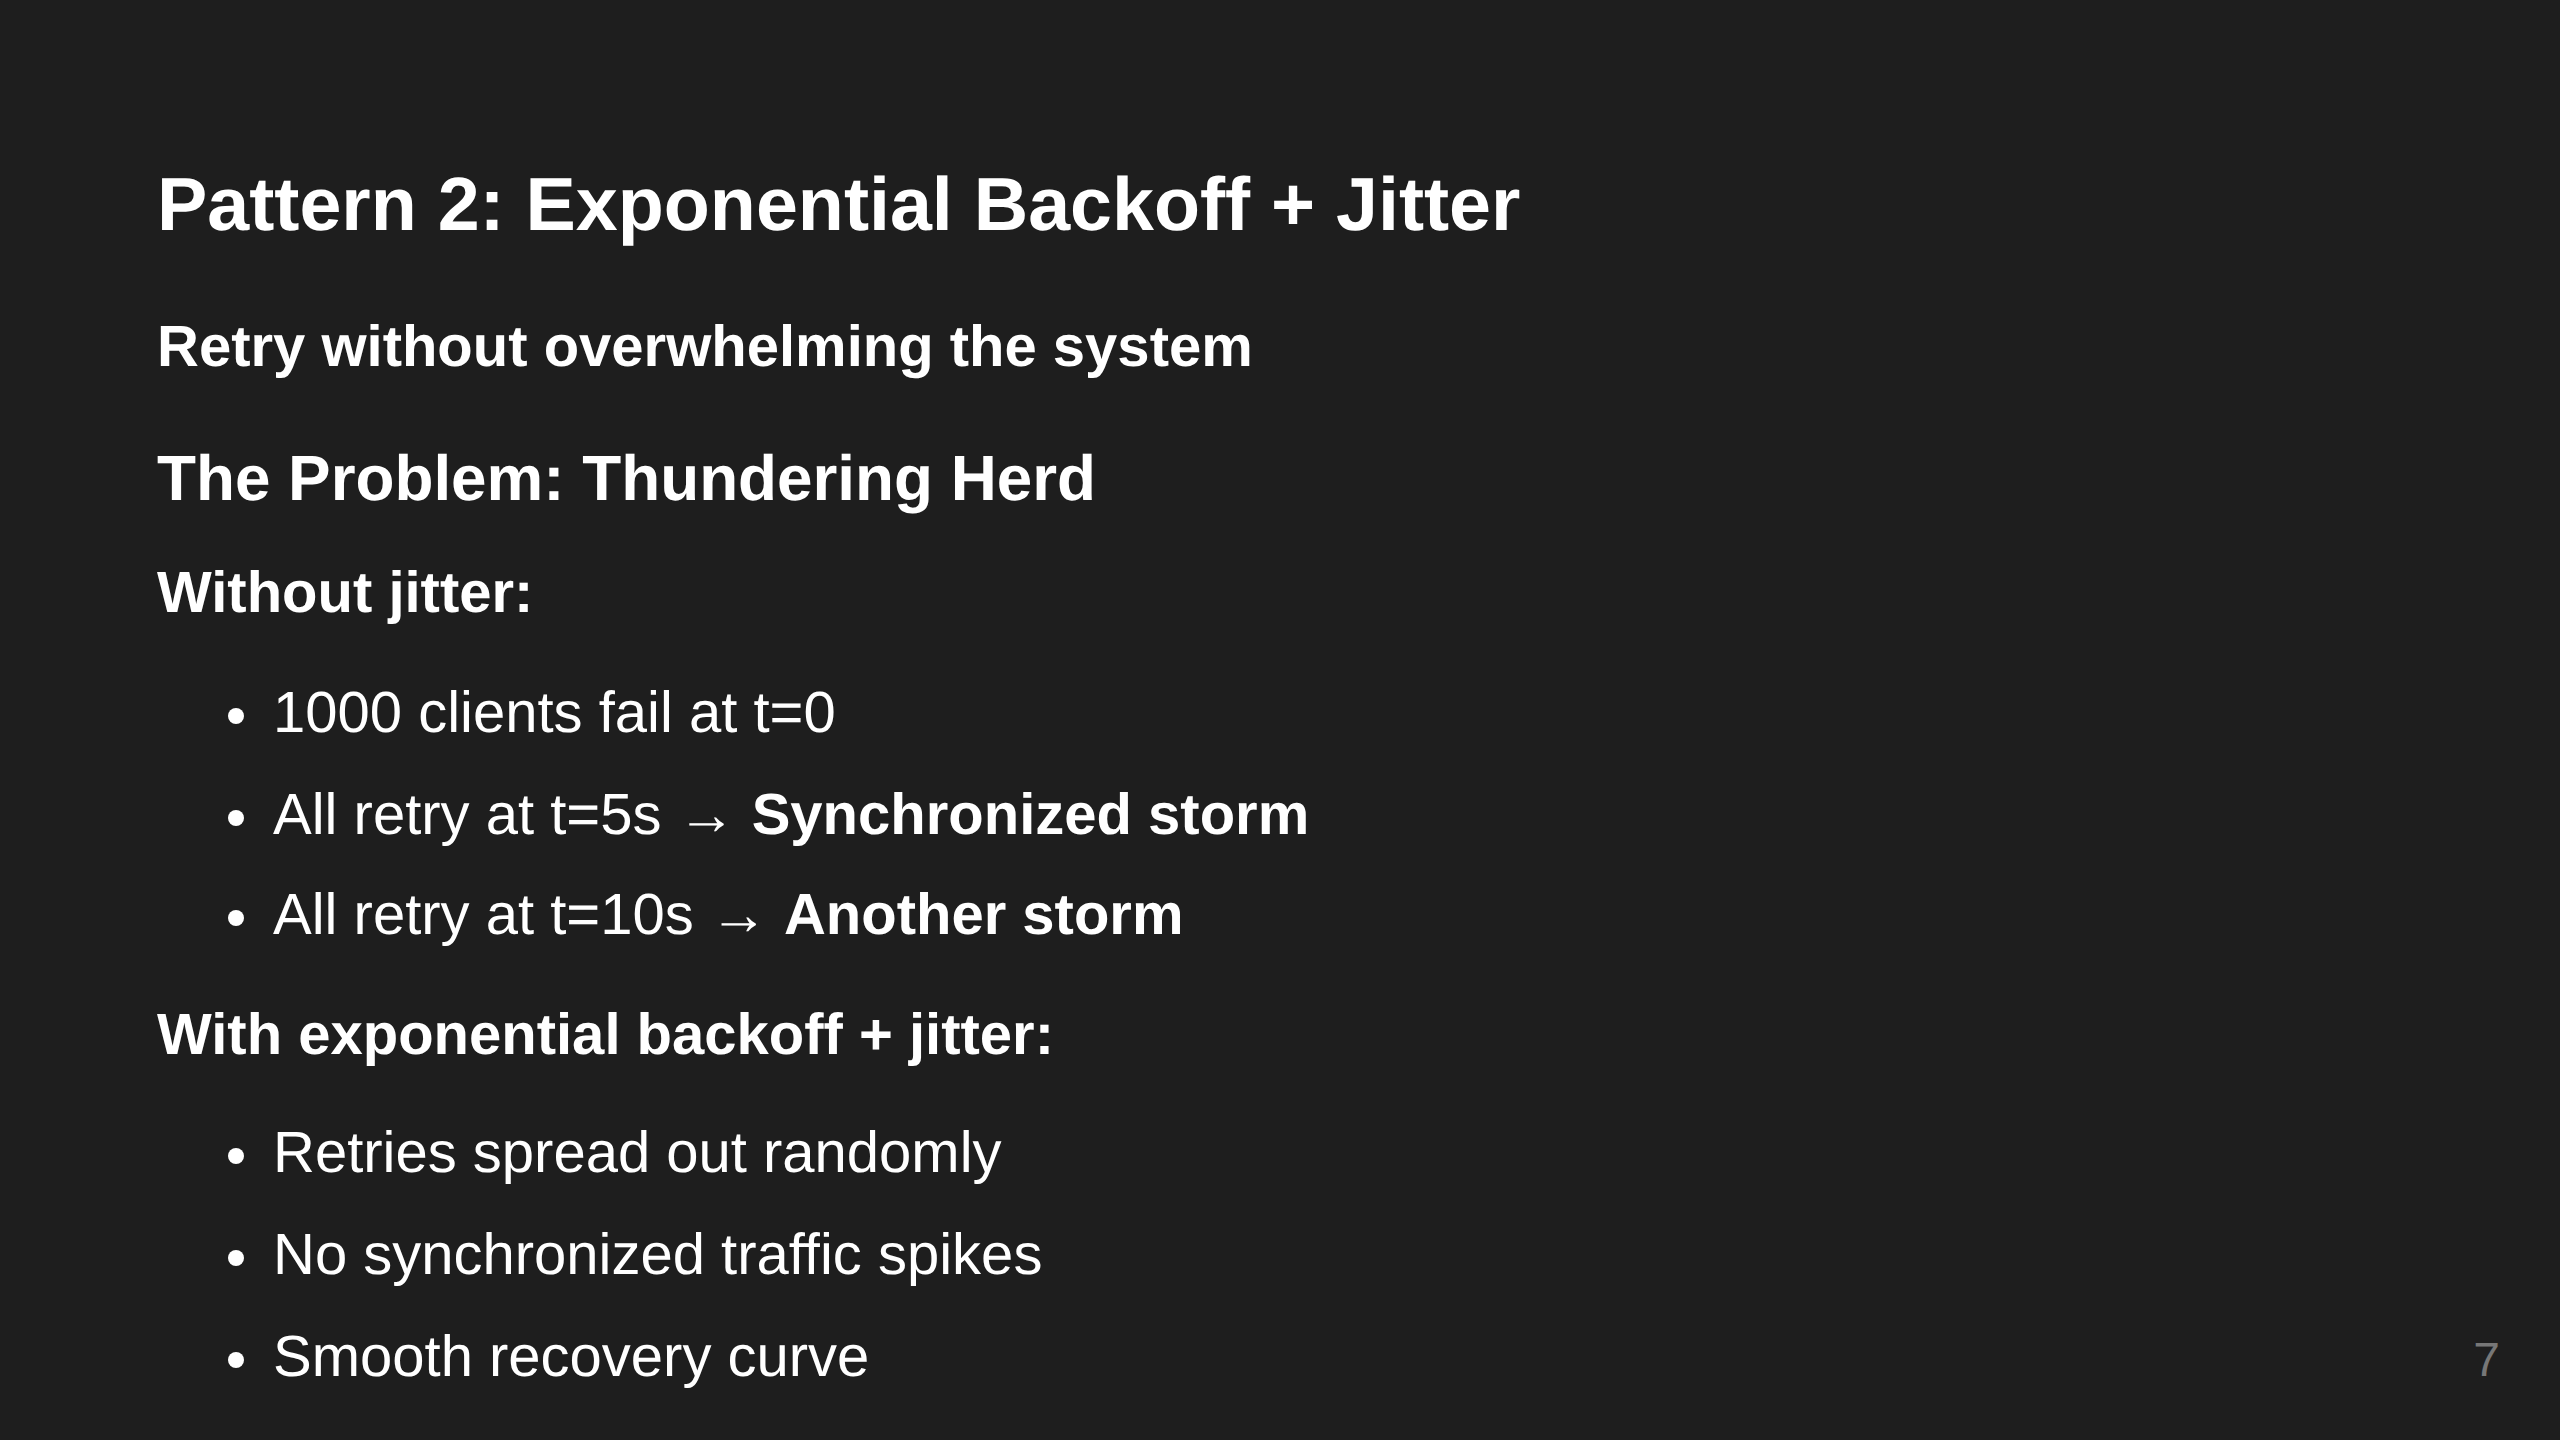 Pattern 2: Exponential Backoff + Jitter
Retry without overwhelming the system
The Problem: Thundering Herd
Without jitter:
• 1000 clients fail at t=0
• All retry at t=5s → Synchronized storm
• All retry at t=10s → Another storm
With exponential backoff + jitter:
• Retries spread out randomly
• No synchronized traffic spikes
• Smooth recovery curve
7